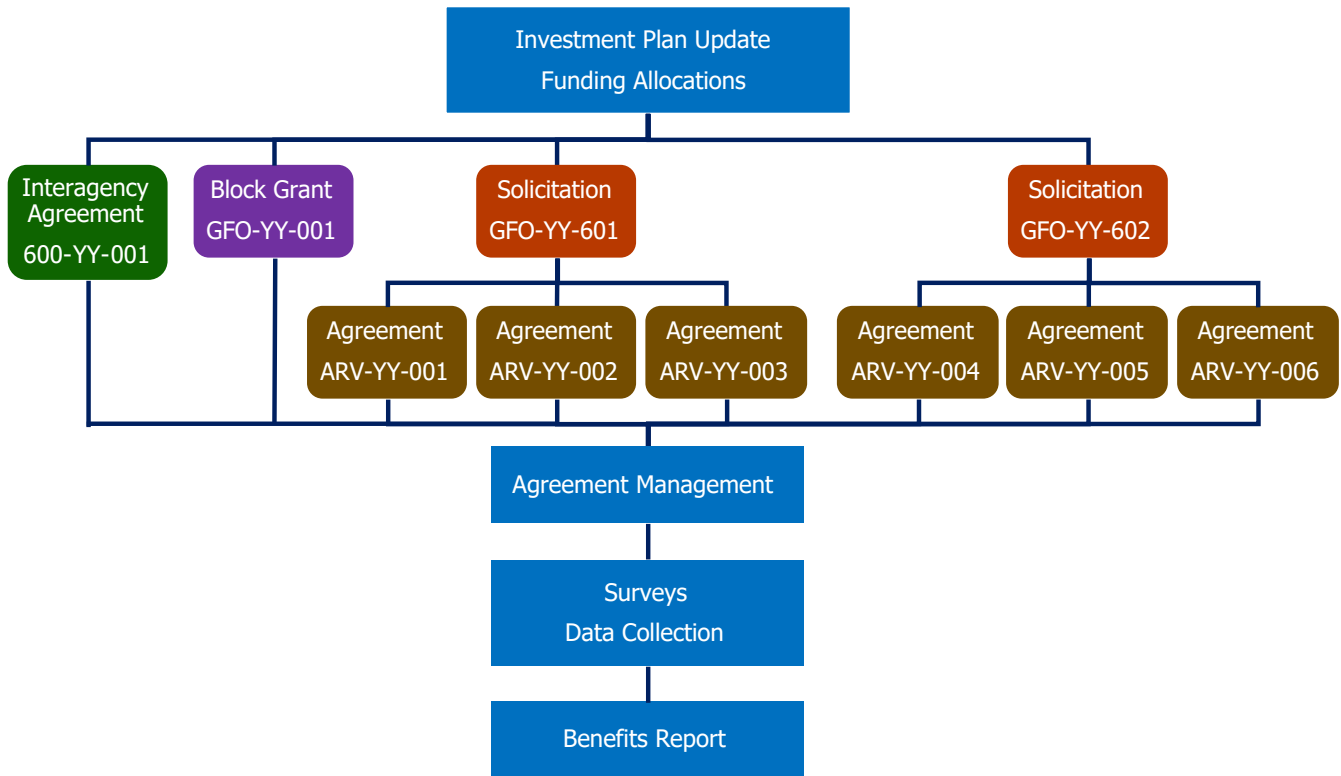 Investment Plan Update
Funding Allocations
Interagency
Agreement
600-YY-001
Block Grant
GFO-YY-001
Solicitation
GFO-YY-601
Solicitation
GFO-YY-602
Agreement
ARV-YY-001
Agreement
ARV-YY-002
Agreement
ARV-YY-003
Agreement
ARV-YY-004
Agreement
ARV-YY-005
Agreement
ARV-YY-006
Agreement Management
Surveys
Data Collection
Benefits Report